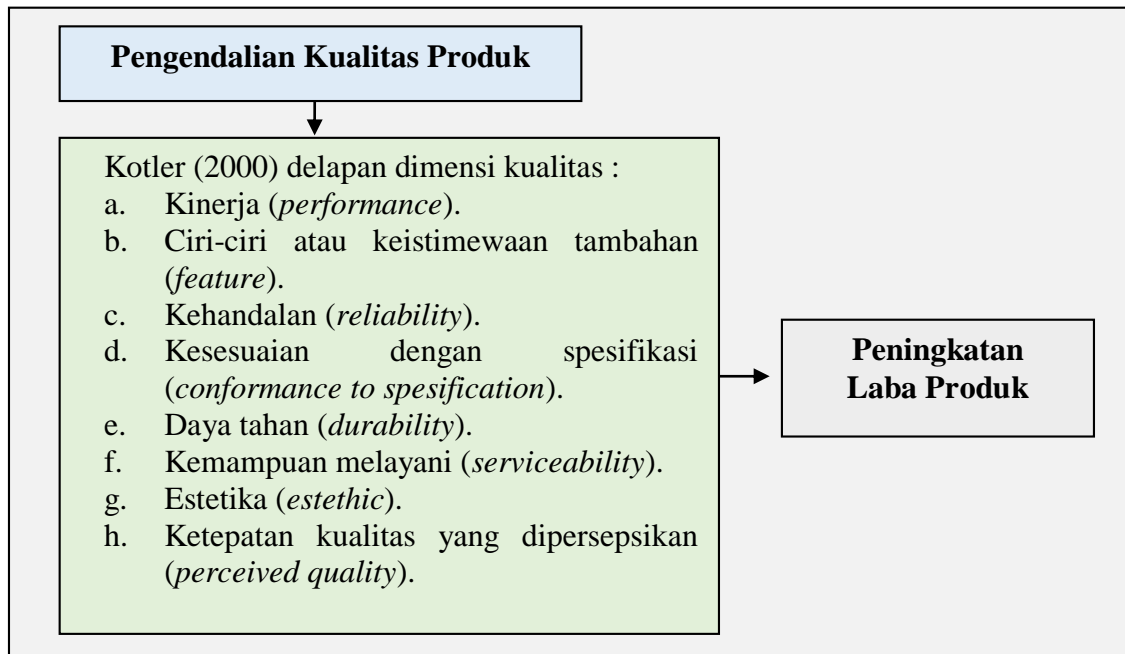 Pengendalian Kualitas Produk
Kotler (2000) delapan dimensi kualitas :
a. Kinerja (performance).
b. Ciri-ciri atau keistimewaan tambahan
(feature).
c. Kehandalan (reliability).
d. Kesesuaian dengan spesifikasi
(conformance to spesification).
e. Daya tahan (durability).
f. Kemampuan melayani (serviceability).
g. Estetika (estethic).
h. Ketepatan kualitas yang dipersepsikan
(perceived quality).
Peningkatan
Laba Produk